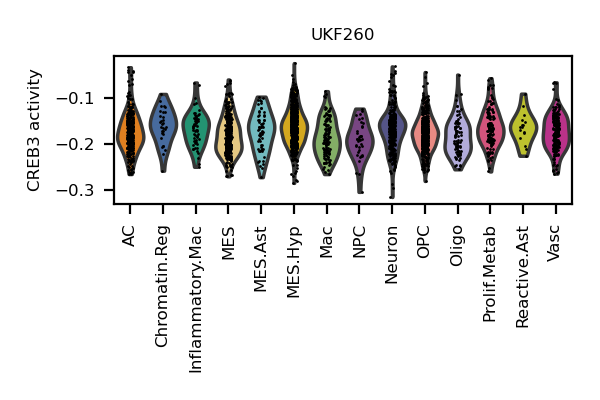 UKF260
CREB3 activity
−0.1
−0.2
−0.3
AC
Chromatin.Reg
Inflammatory.Mac
MES
MES.Ast
MES.Hyp
Mac
NPC
Neuron
OPC
Oligo
Prolif.Metab
Reactive.Ast
Vasc